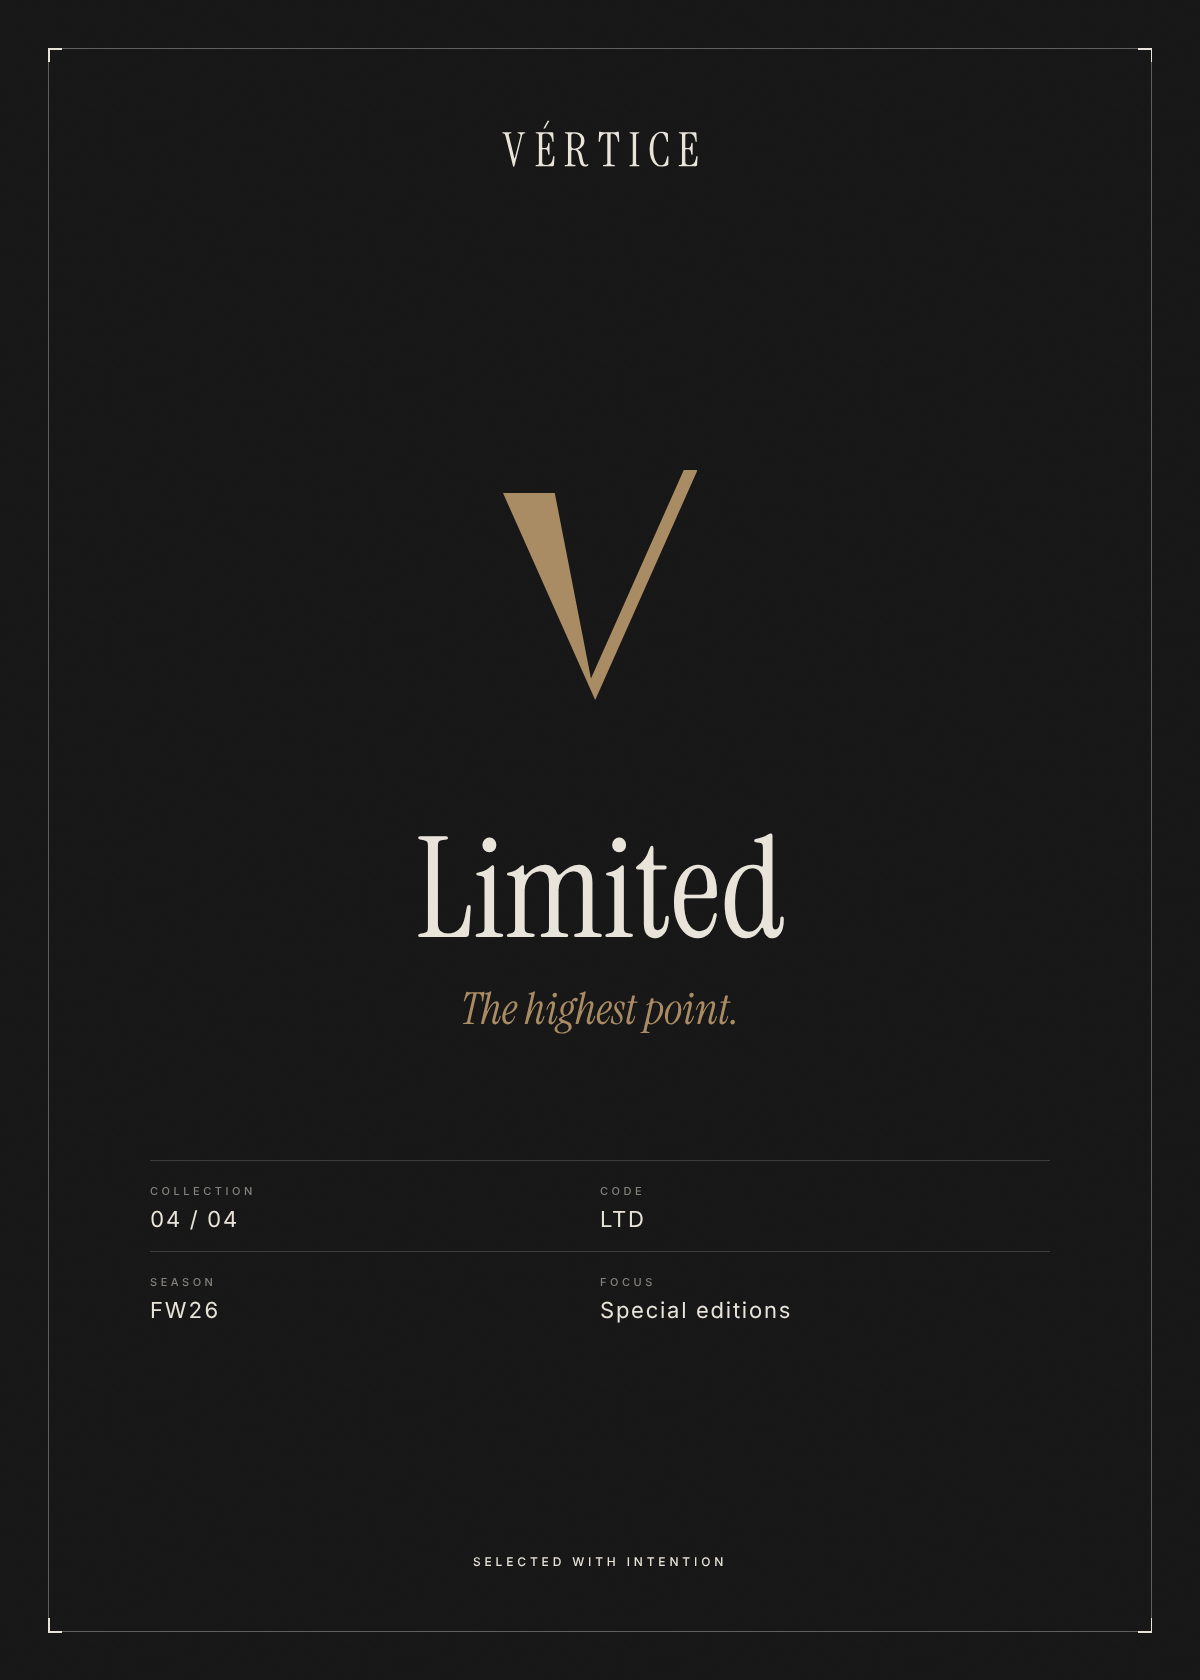 VÉRTICE
V
Limited
The highest point.
COLLECTION
04 / 04
CODE
LTD
SEASON
FW26
FOCUS
Special editions
SELECTED WITH INTENTION